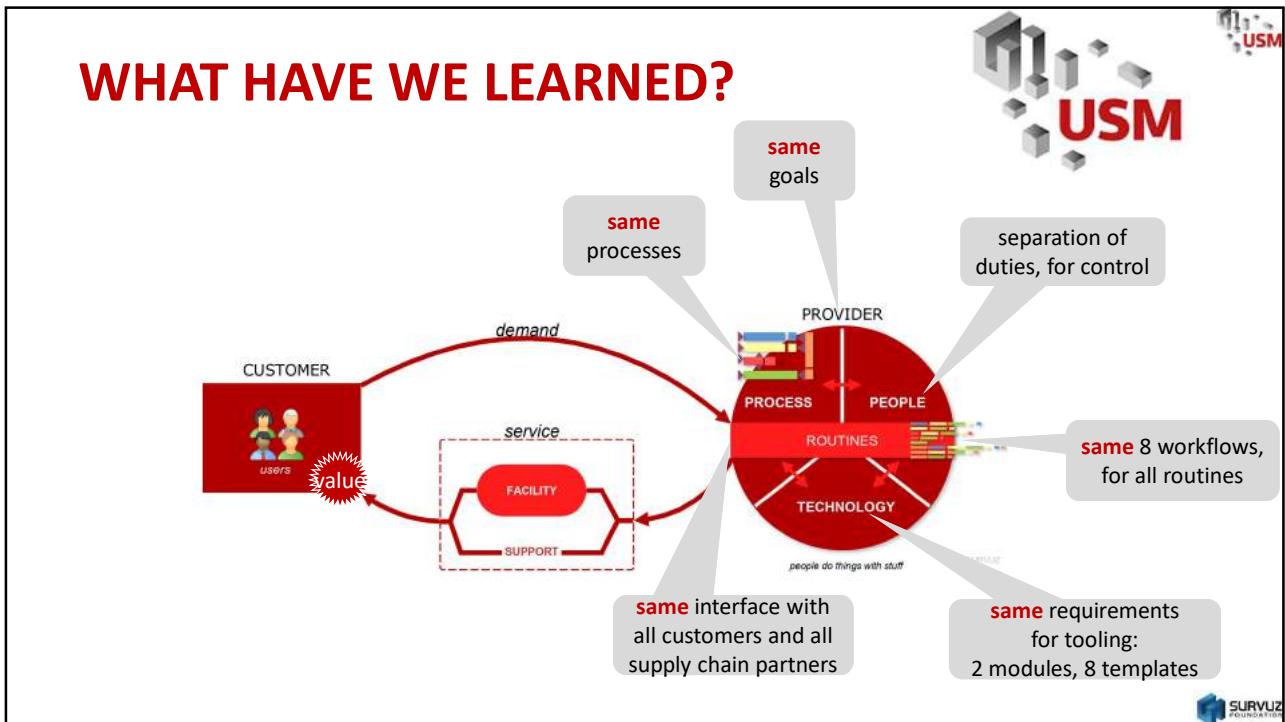 USM
WHAT HAVE WE LEARNED?
USM
same
goals
same
processes
separation of
duties, for control
PROVIDER
demand
CUSTOMER
PROCESS
PEOPLE
service
ROUTINES
same 8 workflows,
for all routines
users
value
FACILITY
TECHNOLOGY
SUPPORT
people do things with stuff
same interface with
all customers and all
supply chain partners
same requirements
for tooling:
2 modules, 8 templates
SURVUZ
FOUNDATION